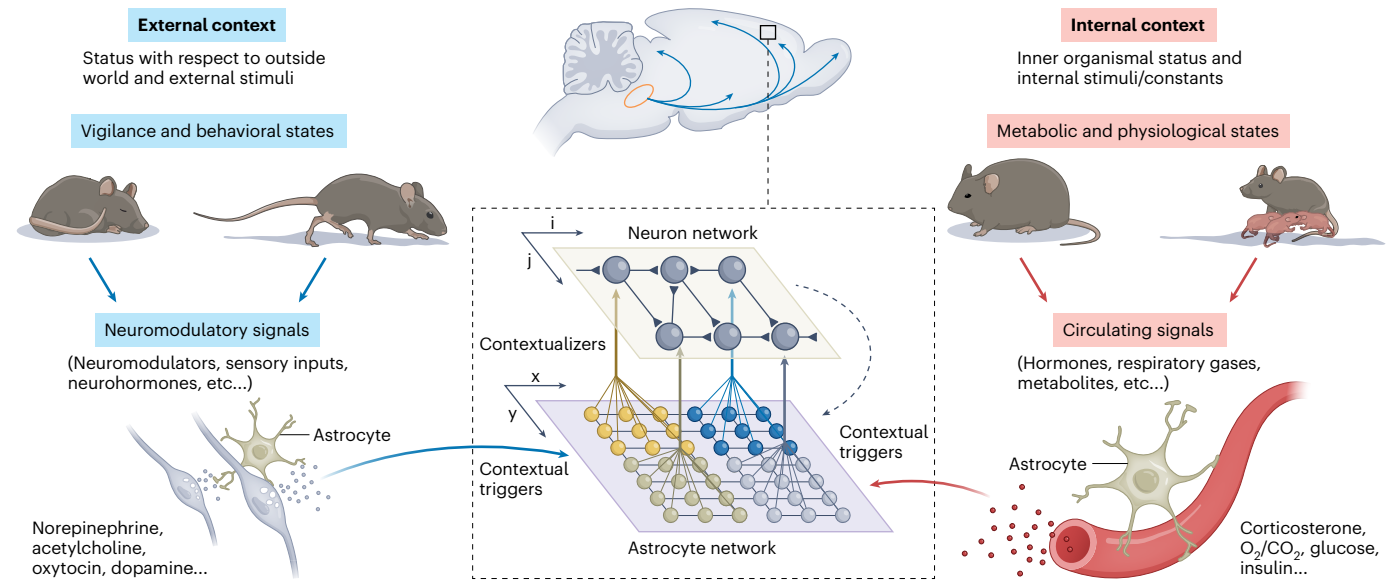 External context
Status with respect to outside
world and external stimuli
Vigilance and behavioral states
Neuromodulatory signals
(Neuromodulators, sensory inputs,
neurohormones, etc...)
Astrocyte
Norepinephrine,
acetylcholine,
oxytocin, dopamine...
i
j
Neuron network
Contextualizers
x
y
Contextual
triggers
Contextual
triggers
Astrocyte network
Internal context
Inner organismal status and
internal stimuli/constants
Metabolic and physiological states
Circulating signals
(Hormones, respiratory gases,
metabolites, etc...)
Astrocyte
Corticosterone,
O₂/CO₂, glucose,
insulin...